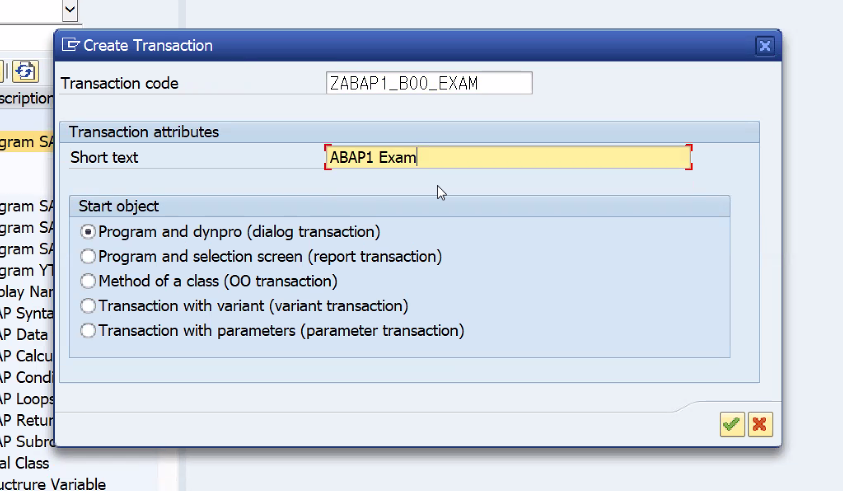 Create Transaction
Transaction code ZABAP1_B00_EXAM
scription
Transaction attributes
gram SA
Short text ABAP1 Exam
Start object
gram SA
Program and dynpro (dialog transaction)
gram SA
gram SA
Program and selection screen (report transaction)
gram YT
Method of a class (OO transaction)
play Nar
Transaction with variant (variant transaction)
AP Synta
Transaction with parameters (parameter transaction)
AP Data
AP Calcu
AP Condi
AP Loops
AP Retur
AP Subro
al Class
uctrure Variable